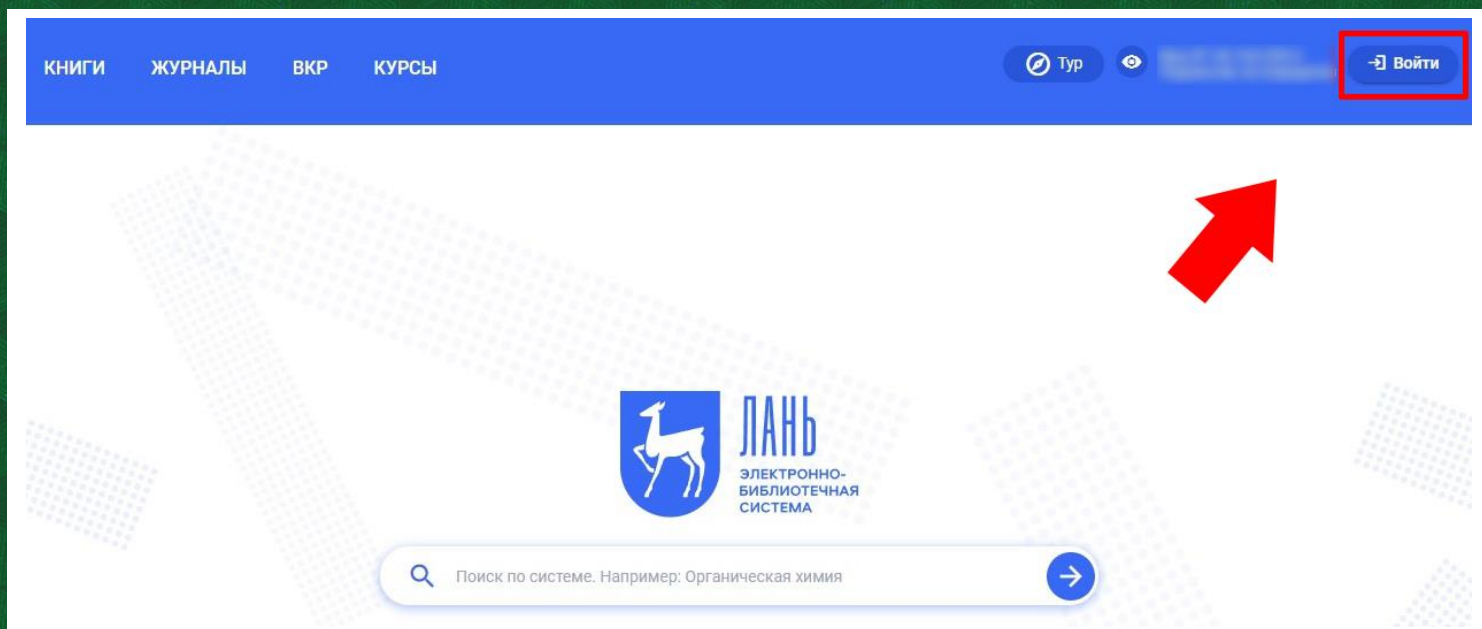 КНИГИ ЖУРНАЛЫ ВКР КУРСЫ Тур Войти
ЛАНЬ
ЭЛЕКТРОННО-
БИБЛИОТЕЧНАЯ
СИСТЕМА
Поиск по системе. Например: Органическая химия